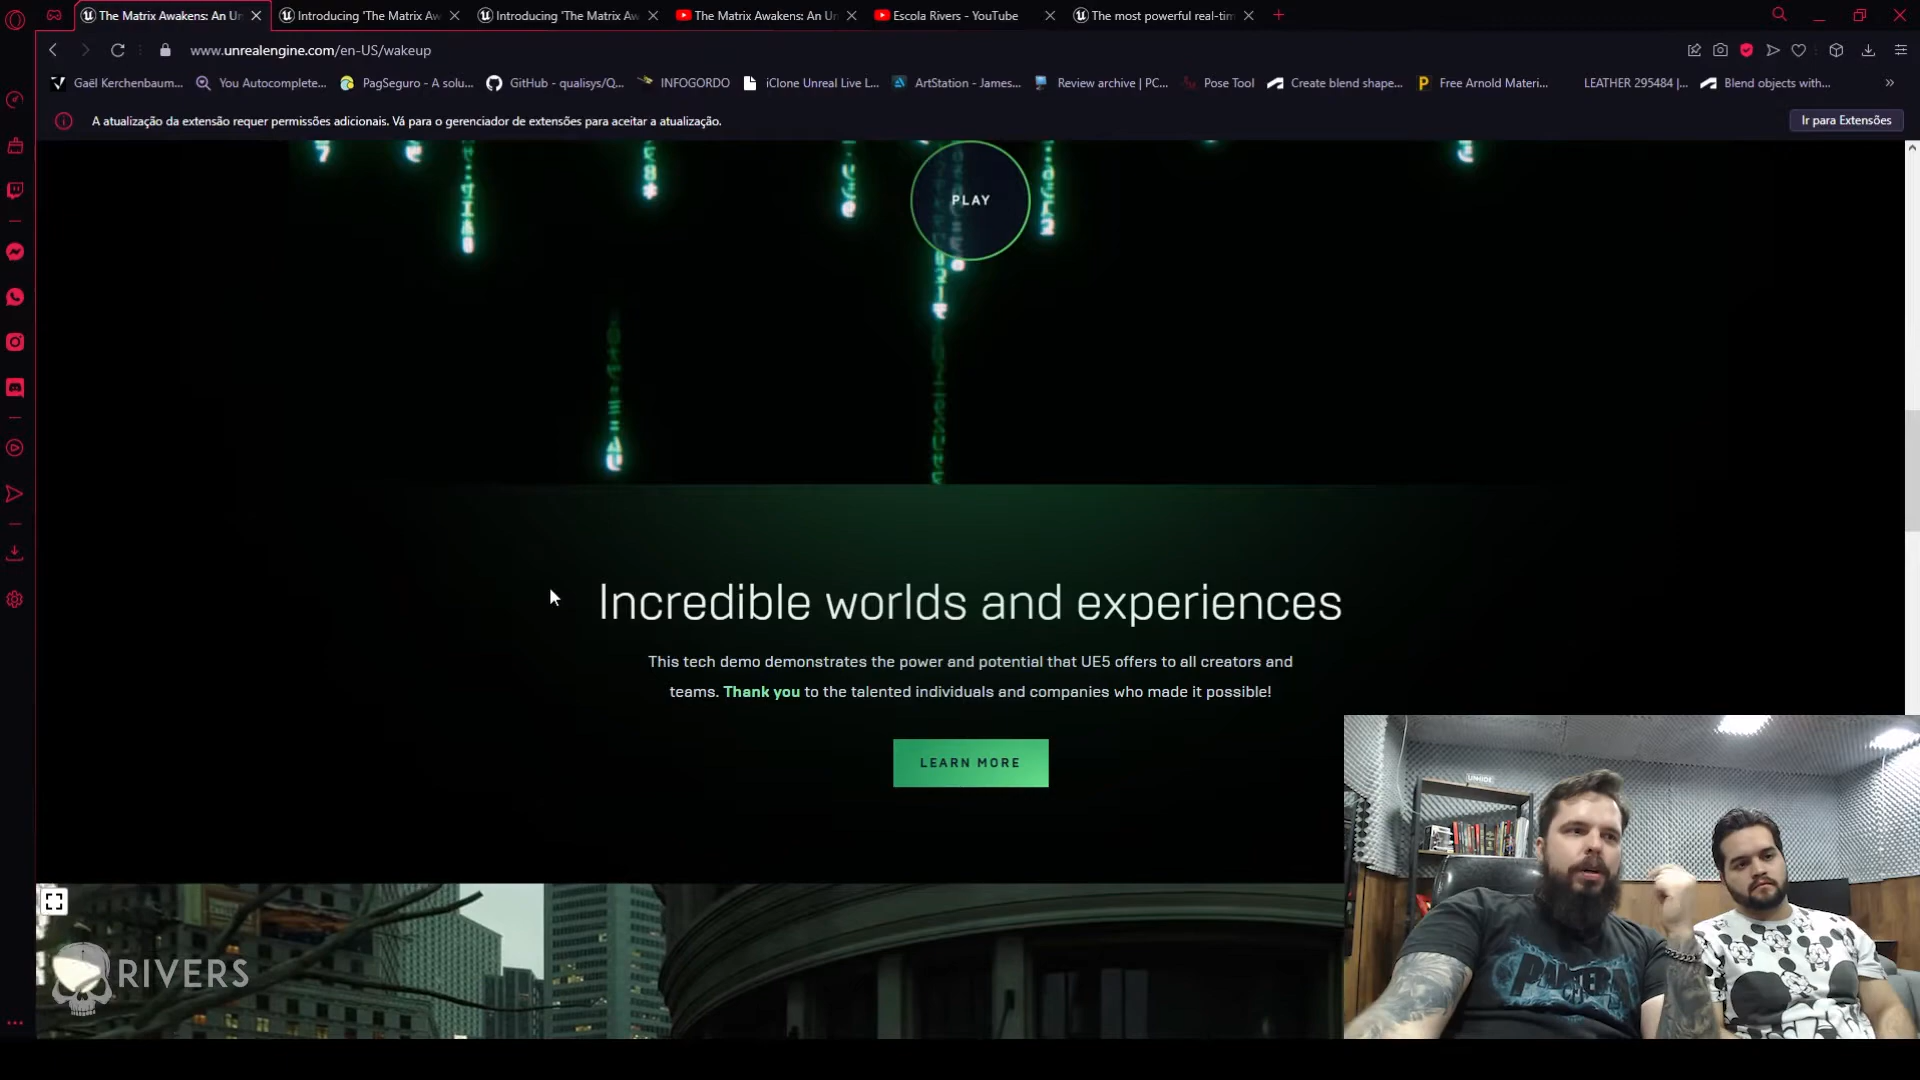 The Matrix Awakens: An Un
Introducing 'The Matrix Aw
Introducing 'The Matrix Aw
The Matrix Awakens: An Un
Escola Rivers - YouTube
The most powerful real-tim
www.unrealengine.com/en-US/wakeup
Gaël Kerchenbaum...
You Autocomplete...
PagSeguro - A solu...
GitHub - qualisys/Q...
INFOGORDO
iClone Unreal Live L...
ArtStation - James...
Review archive | PC...
Pose Tool
Create blend shape...
Free Arnold Materi...
LEATHER 295484 |...
Blend objects with...
A atualização da extensão requer permissões adicionais. Vá para o gerenciador de extensões para aceitar a atualização.
Ir para Extensões
PLAY
Incredible worlds and experiences
This tech demo demonstrates the power and potential that UE5 offers to all creators and
teams. Thank you to the talented individuals and companies who made it possible!
LEARN MORE
RIVERS
UNHIDE
PANTERA